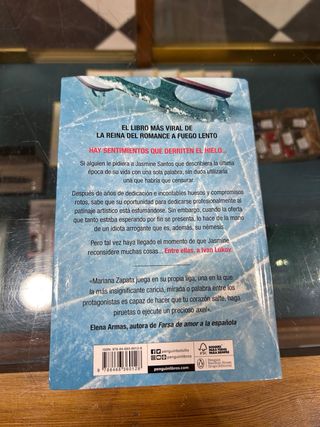 EL LIBRO MÁS VIRAL DE
LA REINA DEL ROMANCE A FUEGO LENTO
HAY SENTIMIENTOS QUE DERRITEN EL HIELO...
Si alguien le pidiera a Jasmine Santos que describiera la última
época de su vida con una sola palabra, sin duda utilizaría
una que habría que censurar.
Después de años de dedicación e incontables huesos y compromisos
rotos, sabe que su oportunidad para dedicarse profesionalmente al
patinaje artístico está esfumándose. Sin embargo, cuando la oferta
que tanto estaba esperando por fin se presenta, lo hace de la mano
de un idiota arrogante que es, además, su némesis.
Pero tal vez haya llegado el momento de que Jasmine
reconsidere muchas cosas... Entre ellas, a Ivan Lukov.
«Mariana Zapata juega en su propia liga, una en la que
la más insignificante caricia, mirada o palabra entre los
protagonistas es capaz de hacer que tu corazón salte, haga
piruetas o ejecute un precioso axel».
Elena Armas, autora de Farsa de amor a la española
penguinbolsillo
penguinlibros
penguinlibros.com